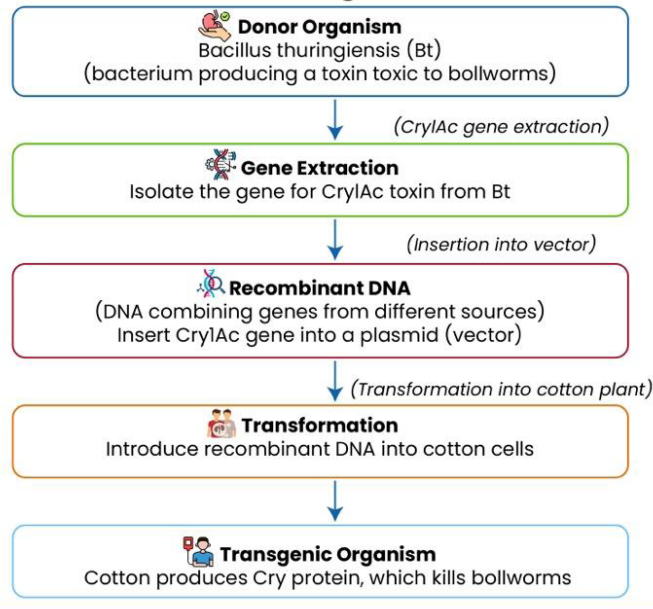 Donor Organism
Bacillus thuringiensis (Bt)
(bacterium producing a toxin toxic to bollworms)
(CryIAc gene extraction)
Gene Extraction
Isolate the gene for CryIAc toxin from Bt
(Insertion into vector)
Recombinant DNA
(DNA combining genes from different sources)
Insert Cry1Ac gene into a plasmid (vector)
(Transformation into cotton plant)
Transformation
Introduce recombinant DNA into cotton cells
Transgenic Organism
Cotton produces Cry protein, which kills bollworms